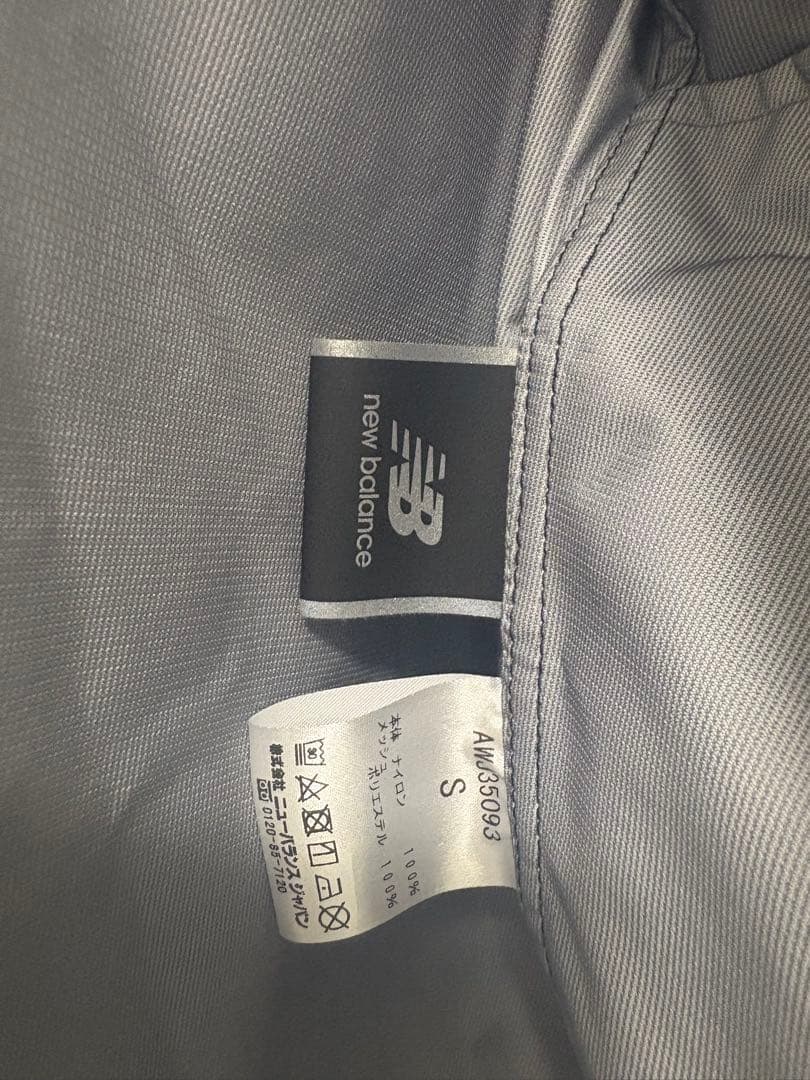 new balance
AWJ35093
S
本体 ナイロン 100%
メッシュ ポリエステル 100%
30
株式会社 ニューバランス ジャパン
0120-85-7120